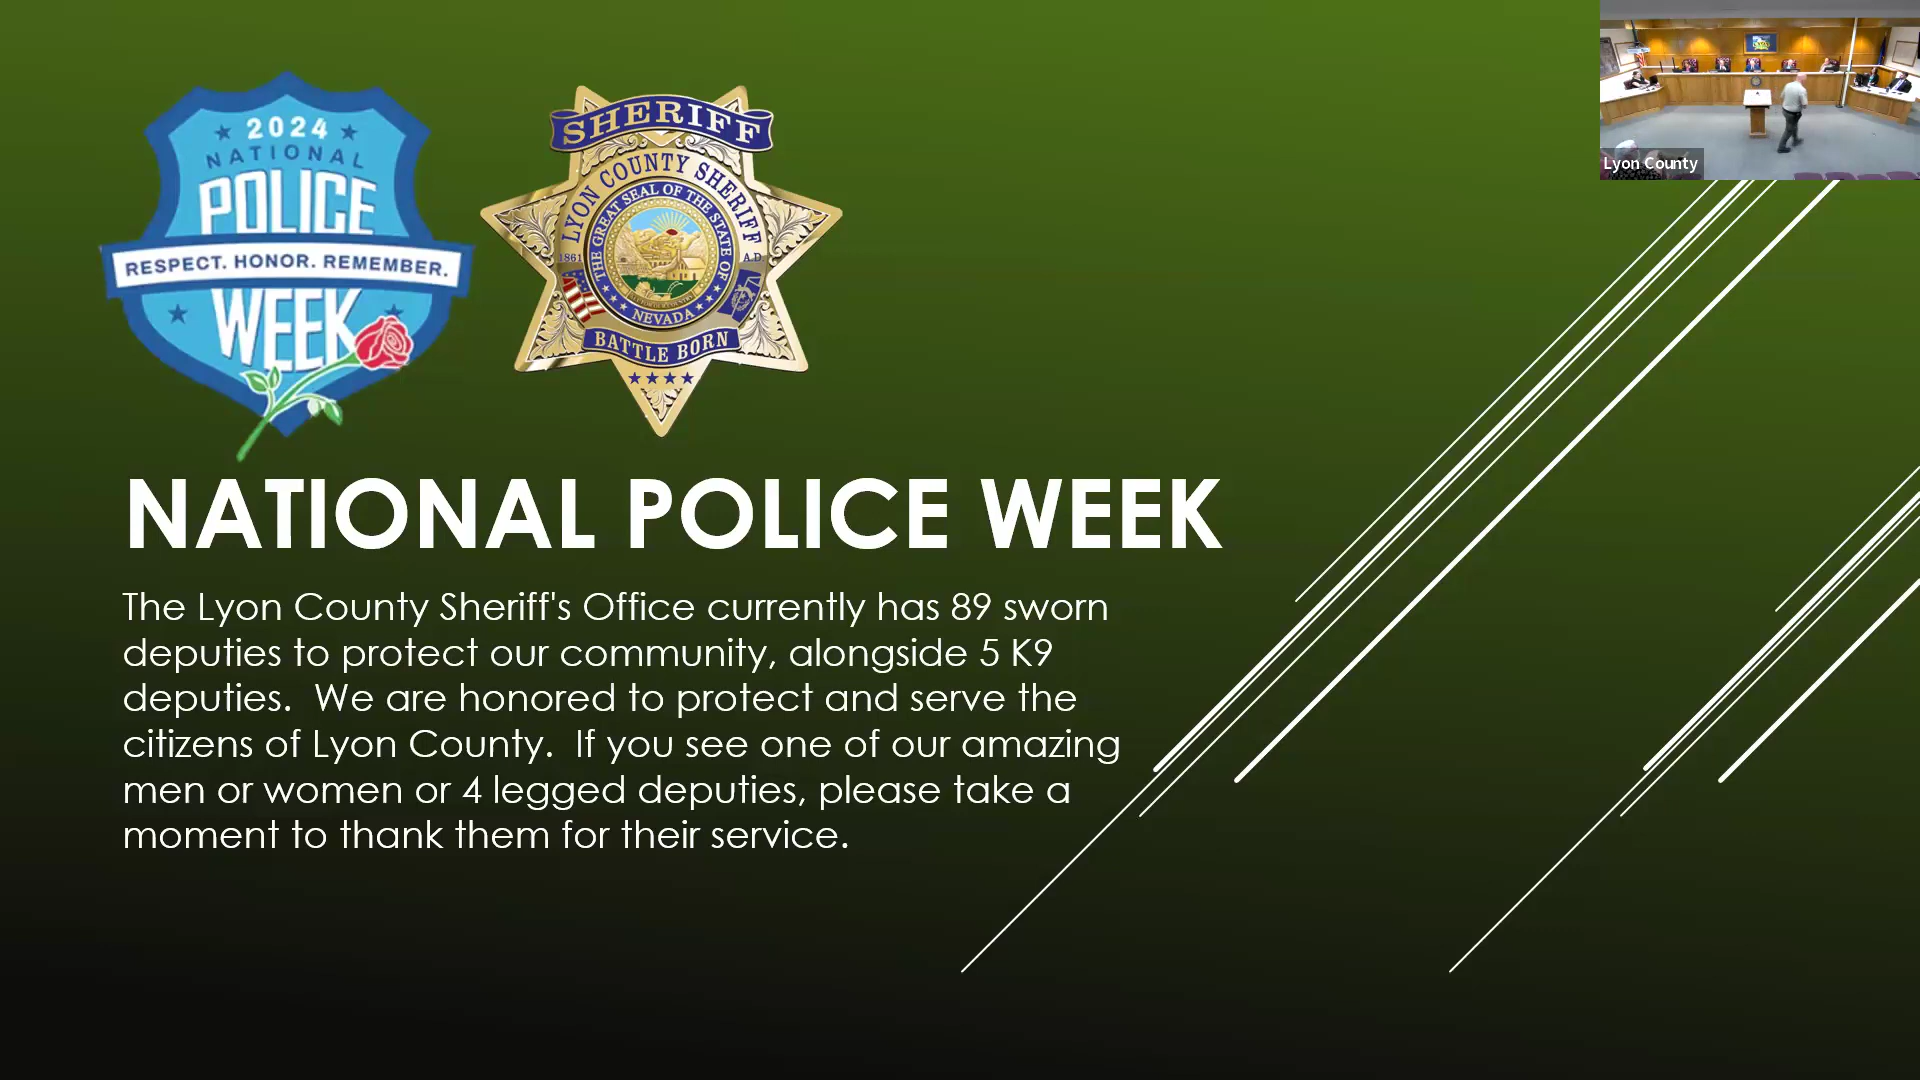 2024
NATIONAL
POLICE
RESPECT. HONOR. REMEMBER.
WEEK
SHERIFF
LYON COUNTY SHERIFF
THE GREAT SEAL OF THE STATE OF
NEVADA
1861
A.D.
BATTLE BORN
Lyon County
NATIONAL POLICE WEEK
The Lyon County Sheriff's Office currently has 89 sworn
deputies to protect our community, alongside 5 K9
deputies.  We are honored to protect and serve the
citizens of Lyon County.  If you see one of our amazing
men or women or 4 legged deputies, please take a
moment to thank them for their service.